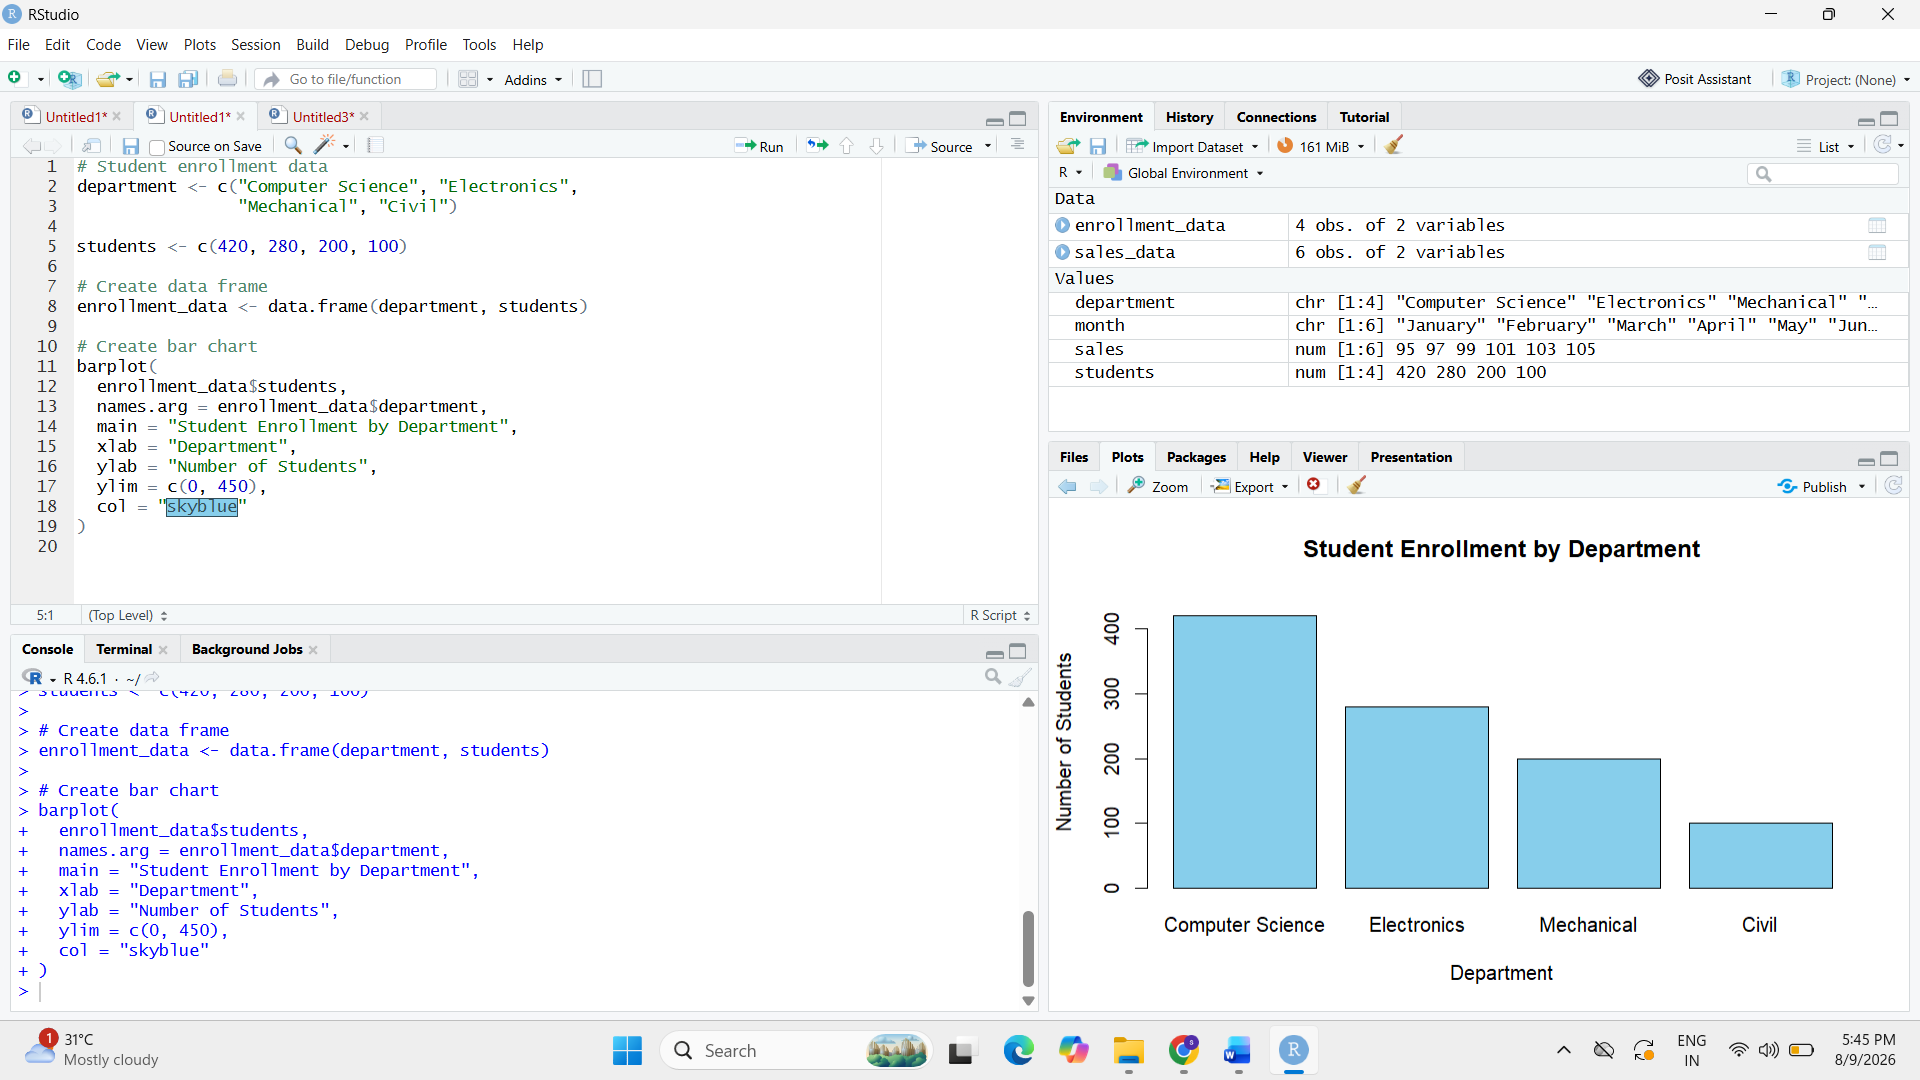 RStudio
File Edit Code View Plots Session Build Debug Profile Tools Help
Go to file/function Addins Posit Assistant Project: (None)
Untitled1* Untitled1* Untitled3*
Source on Save Run Source
1 # Student enrollment data
2 department <- c("Computer Science", "Electronics",
3 "Mechanical", "Civil")
4
5 students <- c(420, 280, 200, 100)
6
7 # Create data frame
8 enrollment_data <- data.frame(department, students)
9
10 # Create bar chart
11 barplot(
12 enrollment_data$students,
13 names.arg = enrollment_data$department,
14 main = "Student Enrollment by Department",
15 xlab = "Department",
16 ylab = "Number of Students",
17 ylim = c(0, 450),
18 col = "skyblue"
19 )
20
5:1 (Top Level) R Script
Console Terminal Background Jobs
R 4.6.1 · ~/
> students <- c(420, 280, 200, 100)
>
> # Create data frame
> enrollment_data <- data.frame(department, students)
>
> # Create bar chart
> barplot(
+ enrollment_data$students,
+ names.arg = enrollment_data$department,
+ main = "Student Enrollment by Department",
+ xlab = "Department",
+ ylab = "Number of Students",
+ ylim = c(0, 450),
+ col = "skyblue"
+ )
>
Environment History Connections Tutorial
Import Dataset 161 MiB List
R Global Environment
Data
enrollment_data 4 obs. of 2 variables
sales_data 6 obs. of 2 variables
Values
department chr [1:4] "Computer Science" "Electronics" "Mechanical" "…
month chr [1:6] "January" "February" "March" "April" "May" "Jun…
sales num [1:6] 95 97 99 101 103 105
students num [1:4] 420 280 200 100
Files Plots Packages Help Viewer Presentation
Zoom Export Publish
Student Enrollment by Department
Number of Students
400
300
200
100
0
Computer Science Electronics Mechanical Civil
Department
1 31°C
Mostly cloudy
Search
ENG
IN
5:45 PM
8/9/2026